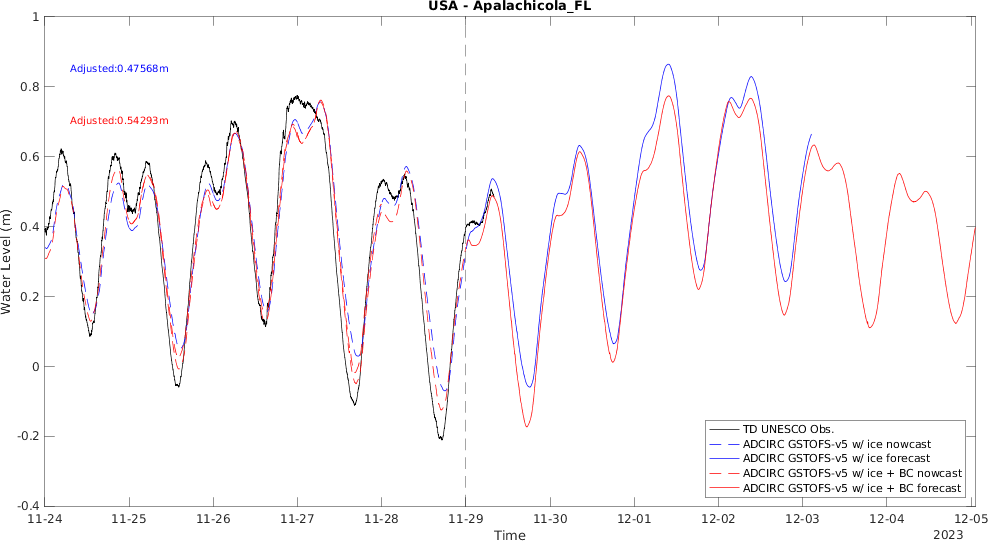 USA - Apalachicola_FL
Adjusted:0.47568m
Adjusted:0.54293m
Water Level (m)
1
0.8
0.6
0.4
0.2
0
-0.2
-0.4
TD UNESCO Obs.
ADCIRC GSTOFS-v5 w/ ice nowcast
ADCIRC GSTOFS-v5 w/ ice forecast
ADCIRC GSTOFS-v5 w/ ice + BC nowcast
ADCIRC GSTOFS-v5 w/ ice + BC forecast
11-24 11-25 11-26 11-27 11-28 11-29 11-30 12-01 12-02 12-03 12-04 12-05
Time
2023